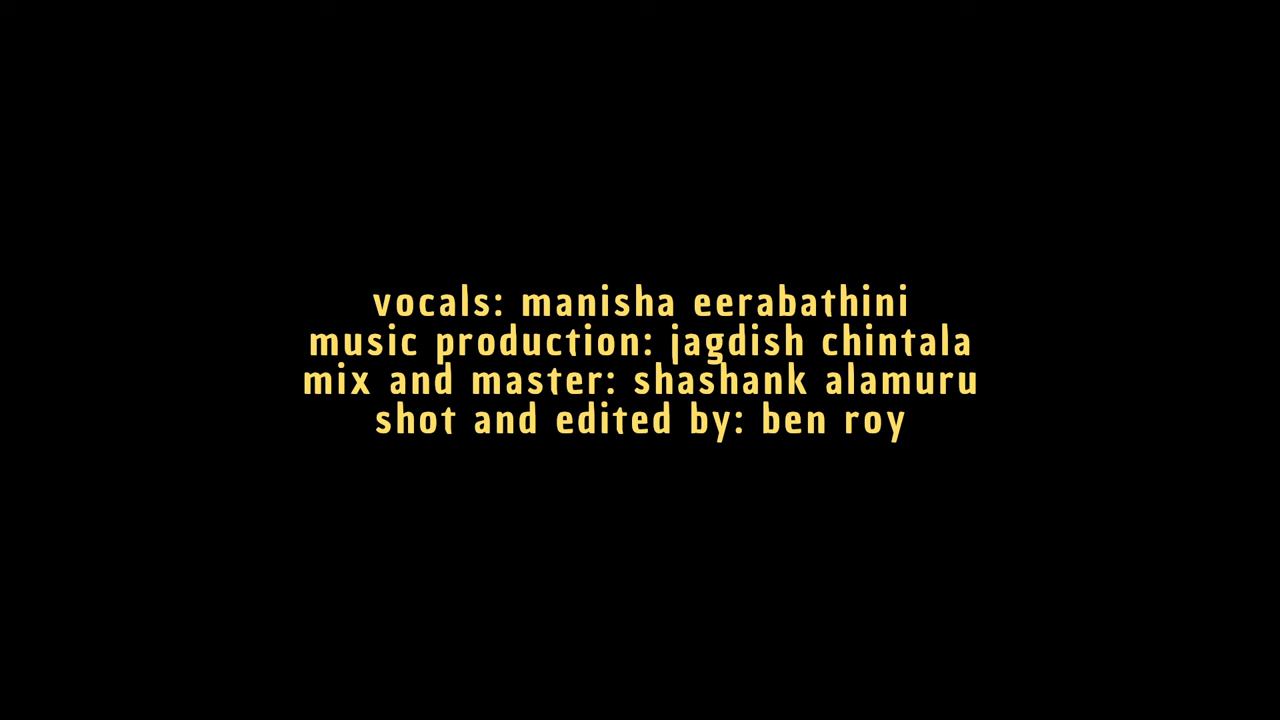 vocals: manisha eerabathini
music production: jagdish chintala
mix and master: shashank alamuru
shot and edited by: ben roy